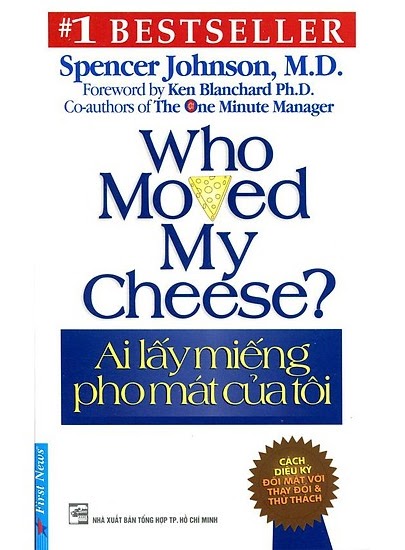 #1 BESTSELLER
Spencer Johnson, M.D.
Foreword by Ken Blanchard Ph.D.
Co-authors of The One Minute Manager
Who
Moved
My
Cheese?
Ai lấy miếng
pho mát của tôi
CÁCH
DIỆU KỲ
ĐỐI MẶT VỚI
THAY ĐỔI &
THỬ THÁCH
First News
NHÀ XUẤT BẢN TỔNG HỢP TP. HỒ CHÍ MINH